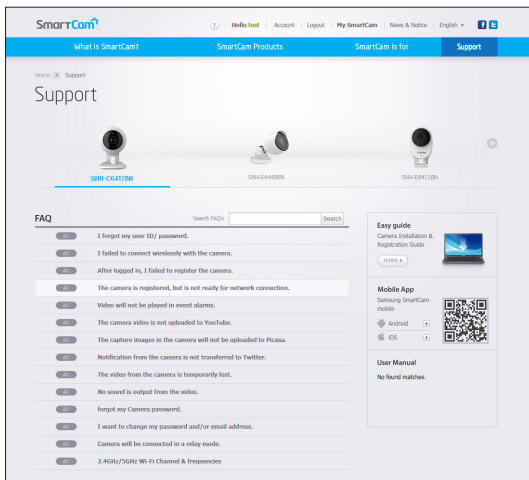 SmartCam
Hello test | Account | Logout | My SmartCam | News & Notice | English
What is SmartCam?
SmartCam Products
SmartCam is for
Support
Home Support
Support
SNH-C6417BN
SNH-E6440BN
SNH-E6411BN
FAQ
Search FAQ's
Search
All I forgot my user ID/ password.
All I failed to connect wirelessly with the camera.
All After logged in, I failed to register the camera.
All The camera is registered, but is not ready for network connection.
All Video will not be played in event alarms.
All The camera video is not uploaded to YouTube.
All The capture images in the camera will not be uploaded to Picasa.
All Notification from the camera is not transferred to Twitter.
All The video from the camera is temporarily lost.
All No sound is output from the video.
All forgot my Camera password.
All I want to change my password and/or email address.
All Camera will be connected in a relay mode.
All 2.4GHz/5GHz Wi-Fi Channel & frequencies
Easy guide
Camera Installation &
Registration Guide
more
Mobile App
Samsung SmartCam
mobile
Android
iOS
User Manual
No found matches.